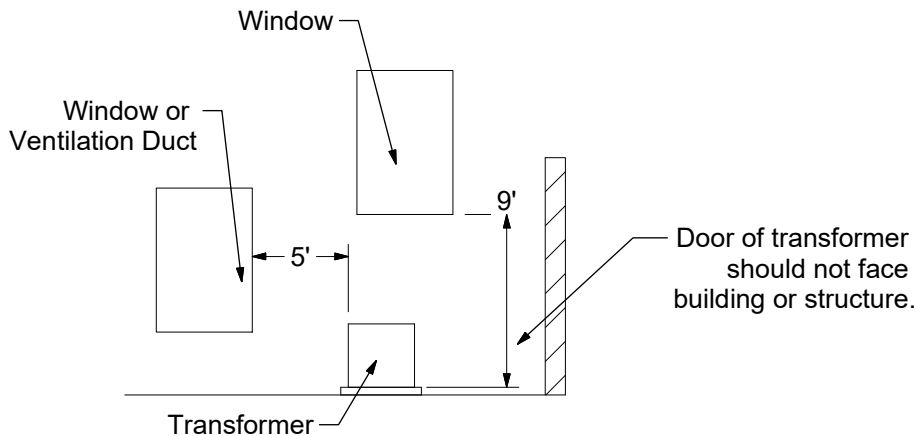 Window
Window or
Ventilation Duct
9'
5'
Door of transformer
should not face
building or structure.
Transformer